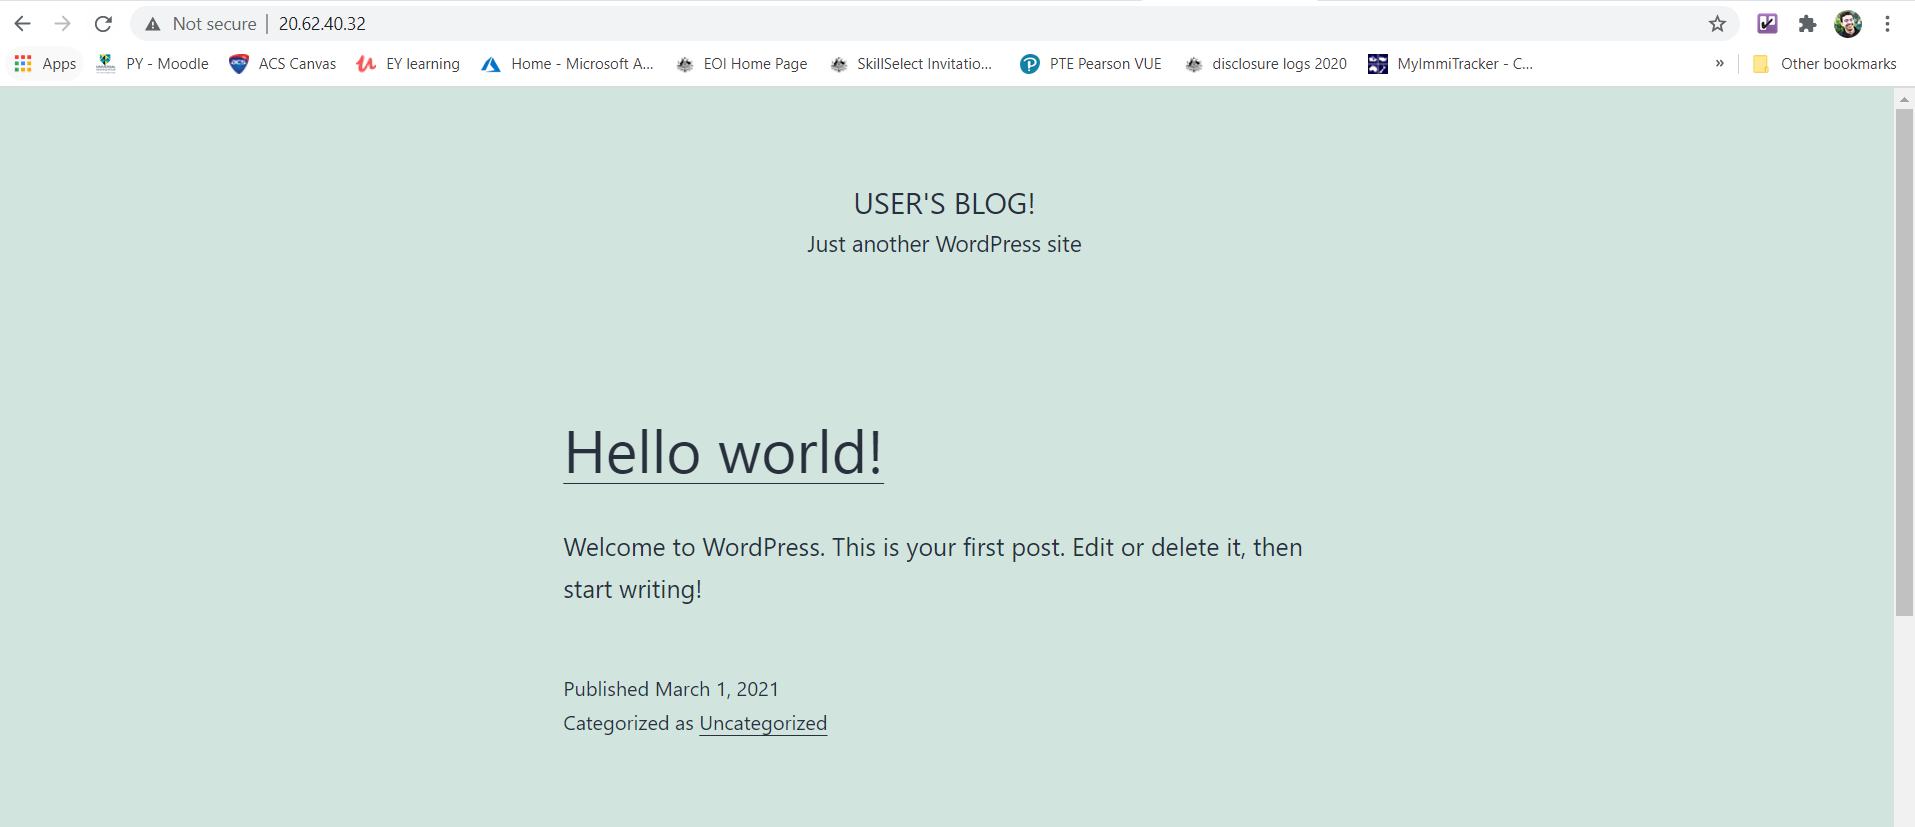 Not secure | 20.62.40.32
Apps PY - Moodle ACS Canvas EY learning Home - Microsoft A... EOI Home Page SkillSelect Invitatio... PTE Pearson VUE disclosure logs 2020 MyImmiTracker - C... » Other bookmarks
USER'S BLOG!
Just another WordPress site
Hello world!
Welcome to WordPress. This is your first post. Edit or delete it, then
start writing!
Published March 1, 2021
Categorized as Uncategorized